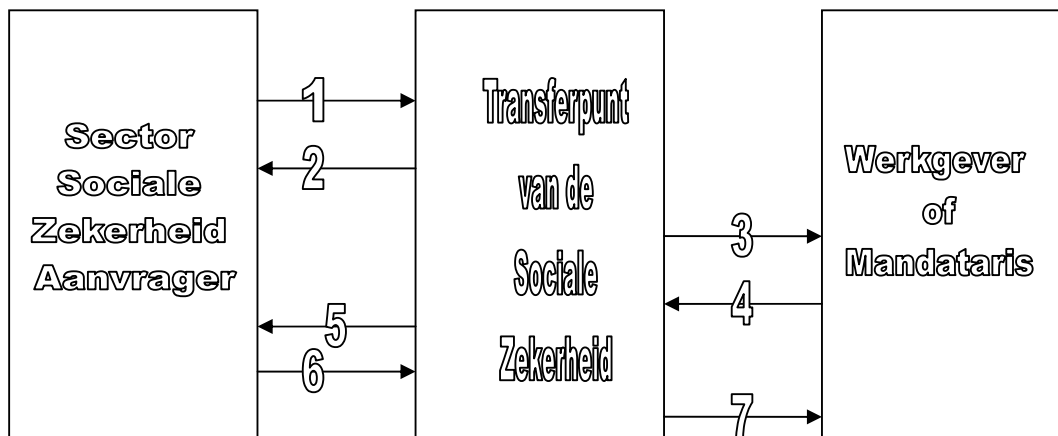 Sector
Sociale
Zekerheid
Aanvrager
1
2
5
6
Transferpunt
van de
Sociale
Zekerheid
3
4
7
Werkgever
of
Mandataris